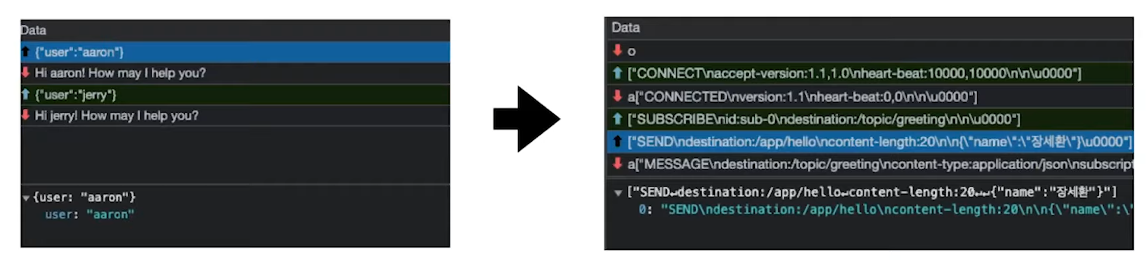 Data
{"user":"aaron"}
Hi aaron! How may I help you?
{"user":"jerry"}
Hi jerry! How may I help you?
{user: "aaron"}
user: "aaron"
Data
o
["CONNECT\naccept-version:1.1,1.0\nheart-beat:10000,10000\n\n\u0000"]
a["CONNECTED\nversion:1.1\nheart-beat:0,0\n\n\u0000"]
["SUBSCRIBE\nid:sub-0\ndestination:/topic/greeting\n\n\u0000"]
["SEND\ndestination:/app/hello\ncontent-length:20\n\n{\"name\":\"장세환\"}\u0000"]
a["MESSAGE\ndestination:/topic/greeting\ncontent-type:application/json\nsubscript
["SEND↵destination:/app/hello↵content-length:20↵↵{"name":"장세환"}"]
0: "SEND\ndestination:/app/hello\ncontent-length:20\n\n{\"name\":\"